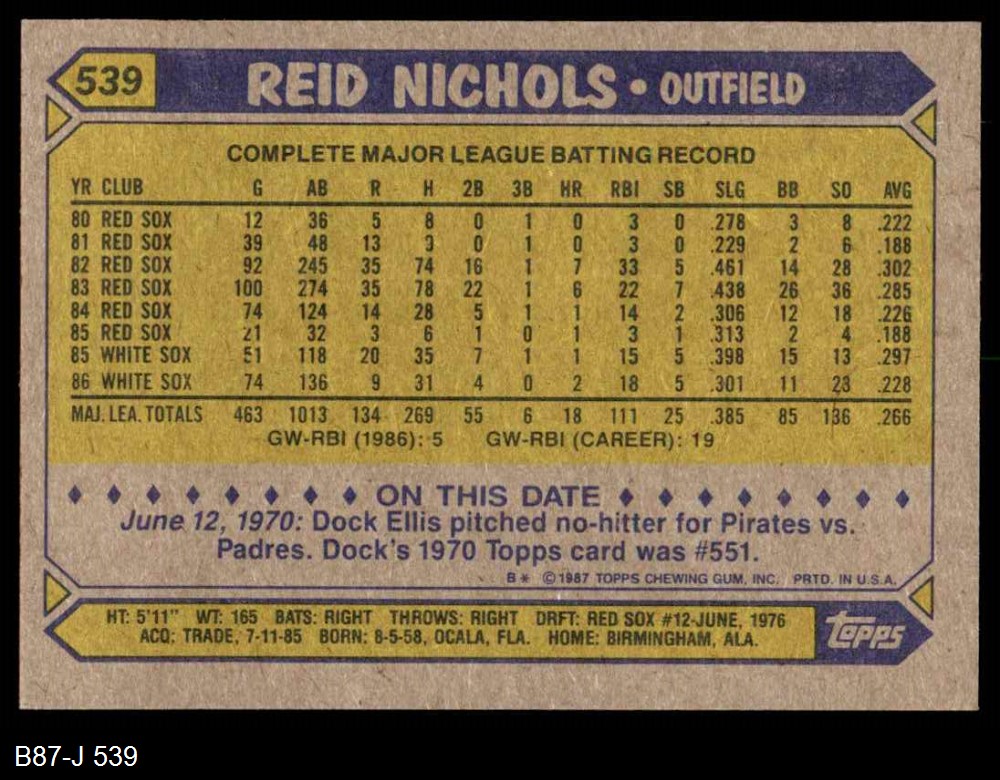 539 REID NICHOLS • OUTFIELD
COMPLETE MAJOR LEAGUE BATTING RECORD
YR CLUB G AB R H 2B 3B HR RBI SB SLG BB SO AVG
80 RED SOX 12 36 5 8 0 1 0 3 0 .278 3 8 .222
81 RED SOX 39 48 13 9 0 1 0 3 0 .229 2 6 .188
82 RED SOX 92 245 35 74 16 1 7 33 5 .461 14 28 .302
83 RED SOX 100 274 35 78 22 1 6 22 7 .438 26 36 .285
84 RED SOX 74 124 14 28 5 1 1 14 2 .306 12 18 .226
85 RED SOX 21 32 3 6 1 0 1 3 1 .313 2 4 .188
85 WHITE SOX 51 118 20 35 7 1 1 15 5 .398 15 13 .297
86 WHITE SOX 74 136 9 31 4 0 2 18 5 .301 11 23 .228
MAJ. LEA. TOTALS 463 1013 134 269 55 6 18 111 25 .385 85 136 .266
GW-RBI (1986): 5 GW-RBI (CAREER): 19
ON THIS DATE
June 12, 1970: Dock Ellis pitched no-hitter for Pirates vs.
Padres. Dock's 1970 Topps card was #551.
B* ©1987 TOPPS CHEWING GUM, INC. PRTD. IN U.S.A.
HT: 5'11" WT: 165 BATS: RIGHT THROWS: RIGHT DRFT: RED SOX #12-JUNE, 1976
ACQ: TRADE, 7-11-85 BORN: 8-5-58, OCALA, FLA. HOME: BIRMINGHAM, ALA.
topps
B87-J 539